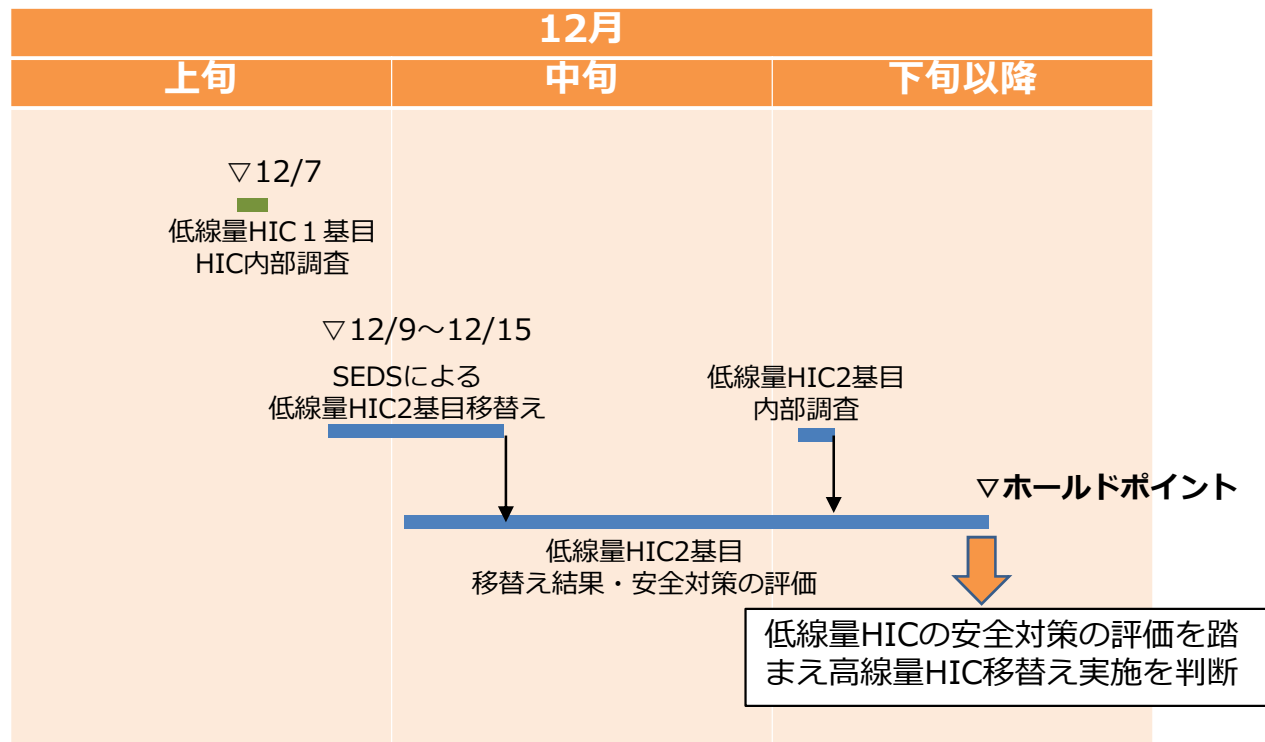 12月
上旬
中旬
下旬以降
▽12/7
低線量HIC１基目
HIC内部調査
▽12/9～12/15
SEDSによる
低線量HIC2基目移替え
低線量HIC2基目
内部調査
▽ホールドポイント
低線量HIC2基目
移替え結果・安全対策の評価
低線量HICの安全対策の評価を踏
まえ高線量HIC移替え実施を判断